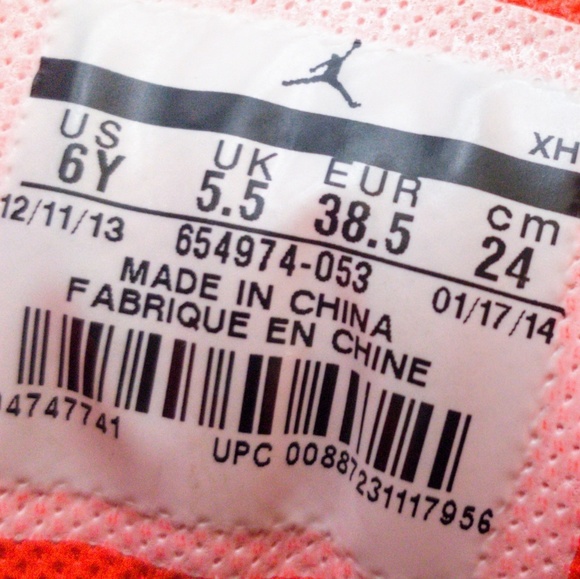 XH
US UK EUR cm
6Y 5.5 38.5 24
12/11/13 654974-053 01/17/14
MADE IN CHINA
FABRIQUE EN CHINE
4747741
UPC 00887231117956